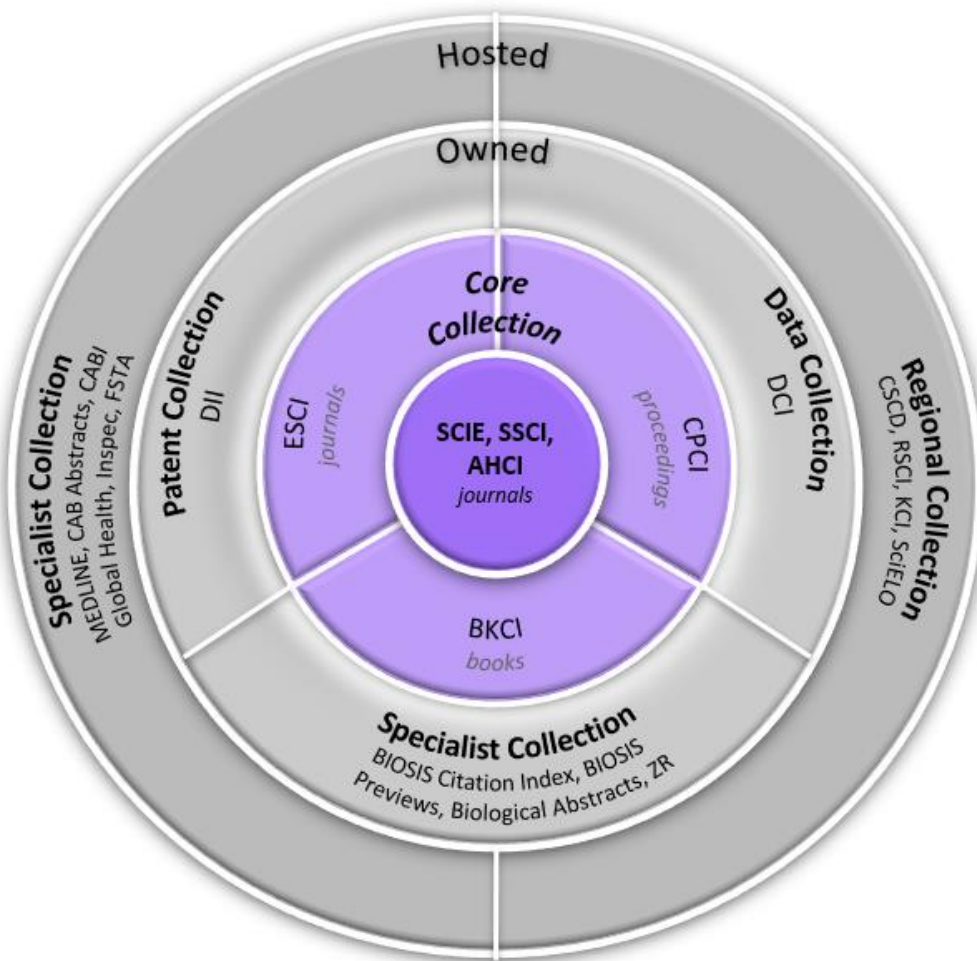 Hosted
Owned
Core
Collection
SCIE, SSCI,
AHCI
journals
ESCI
journals
CPCI
proceedings
BKCI
books
Patent Collection
DII
Data Collection
DCI
Specialist Collection
BIOSIS Citation Index, BIOSIS
Previews, Biological Abstracts, ZR
Specialist Collection
MEDLINE, CAB Abstracts, CABI
Global Health, Inspec, FSTA
Regional Collection
CSCD, RSCI, KCI, SciELO